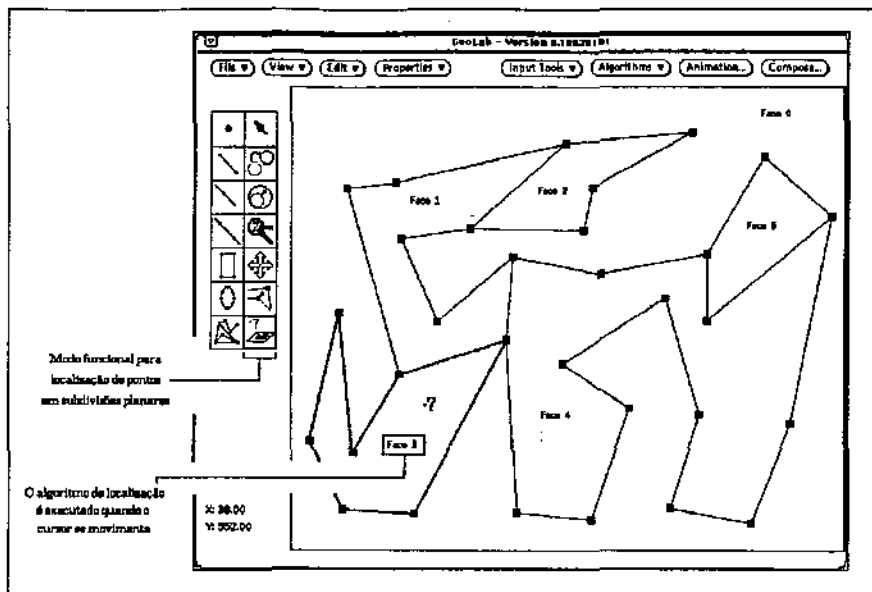 GeoLab - Version
File View Edit Properties Input Tools Algorithms Animation... Compose...
Face 6
Face 1
Face 2
Face 5
Face 4
-?
Face 3
Modo funcional para
localisação de pontos
em subdivisões planares
O algoritmo de localisação
é executado quando o
cursor se movimenta
X: 38.00
Y: 552.00